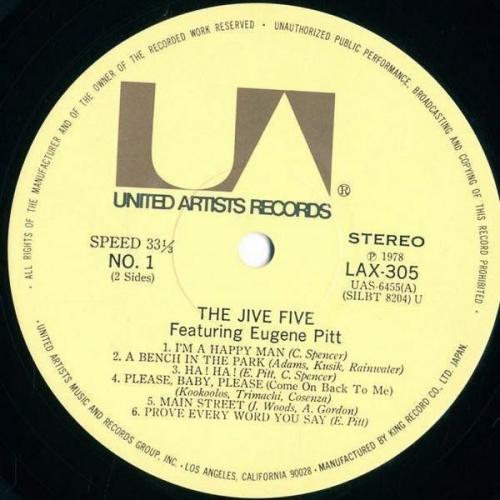 ALL RIGHTS OF THE MANUFACTURER AND OF THE OWNER OF THE RECORDED WORK RESERVED • UNAUTHORIZED PUBLIC PERFORMANCE, BROADCASTING AND COPYING OF THIS RECORD PROHIBITED •
UA ®
UNITED ARTISTS RECORDS
SPEED 33 1/3
NO. 1
(2 Sides)
STEREO
Ⓟ 1978
LAX-305
UAS-6455(A)
(SILBT 8204) U
THE JIVE FIVE
Featuring Eugene Pitt
1. I'M A HAPPY MAN (C. Spencer)
2. A BENCH IN THE PARK (Adams, Kusik, Rainwater)
3. HA! HA! (E. Pitt, C. Spencer)
4. PLEASE, BABY, PLEASE (Come On Back To Me)
(Kookoolos, Trimachi, Cosenza)
5. MAIN STREET (J. Woods, A. Gordon)
6. PROVE EVERY WORD YOU SAY (E. Pitt)
• UNITED ARTISTS MUSIC AND RECORDS GROUP, INC. • LOS ANGELES, CALIFORNIA 90028 • MANUFACTURED BY KING RECORD CO. LTD. JAPAN.